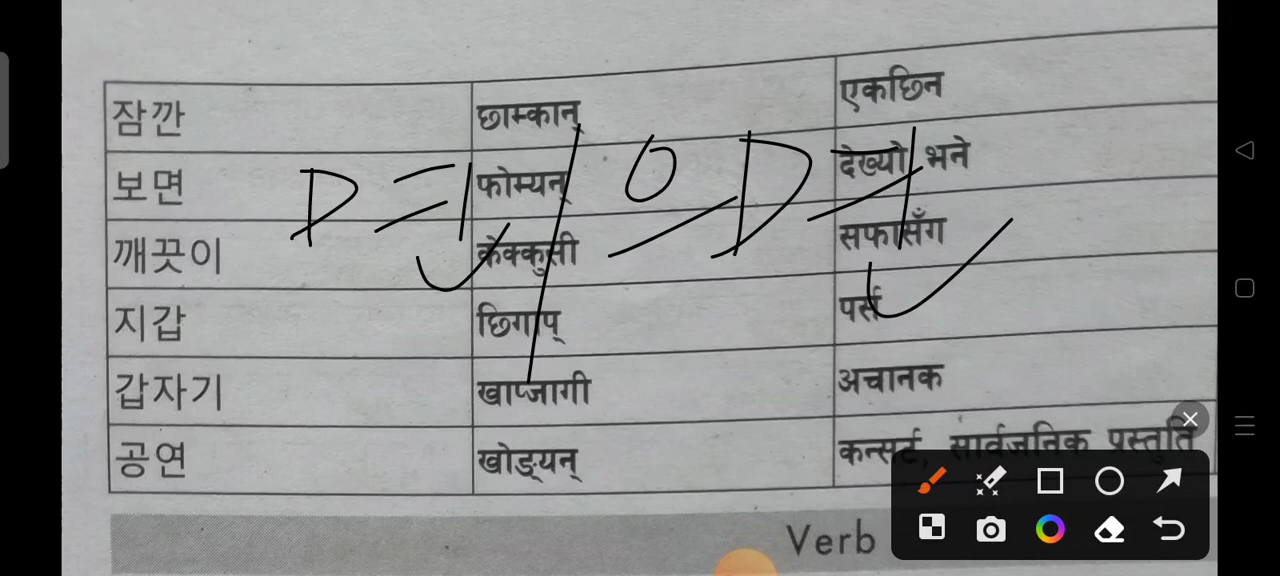 잠깐 छाम्कान् एकछिन
보면 फोम्यन् देख्यो भने
깨끗이 केक्कुसी सफासँग
지갑 छिगाप् पर्स
갑자기 खाप्जागी अचानक
공연 खोङ्यन् कन्सर्ट, सार्वजनिक प्रस्तुति
Verb